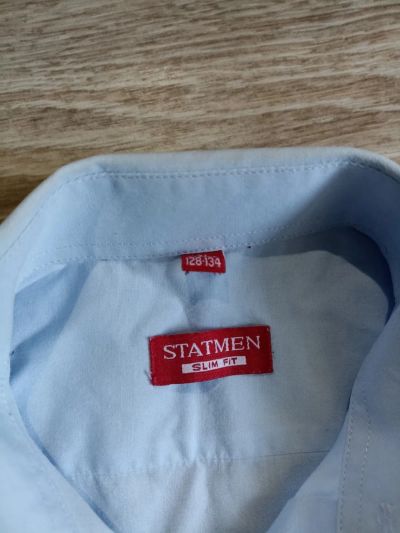 128-134
STATMEN
SLIM FIT